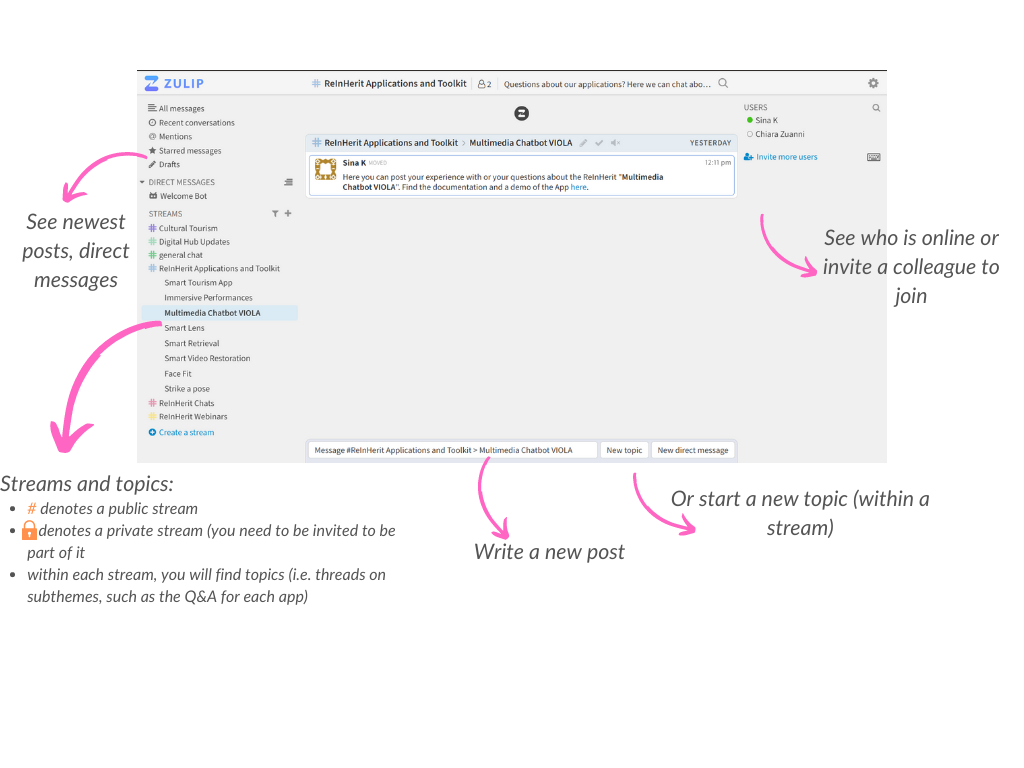 ZULIP
# ReInHerit Applications and Toolkit 2 Questions about our applications? Here we can chat abo...
All messages
Recent conversations
@ Mentions
Starred messages
Drafts
DIRECT MESSAGES
Welcome Bot
STREAMS
# Cultural Tourism
# Digital Hub Updates
# general chat
# ReInHerit Applications and Toolkit
Smart Tourism App
Immersive Performances
Multimedia Chatbot VIOLA
Smart Lens
Smart Retrieval
Smart Video Restoration
Face Fit
Strike a pose
# ReInHerit Chats
# ReInHerit Webinars
Create a stream
# ReInHerit Applications and Toolkit > Multimedia Chatbot VIOLA YESTERDAY
Sina K MOVED 12:11 pm
Here you can post your experience with or your questions about the ReInHerit "Multimedia
Chatbot VIOLA". Find the documentation and a demo of the App here.
Message #ReInHerit Applications and Toolkit > Multimedia Chatbot VIOLA New topic New direct message
USERS
Sina K
Chiara Zuanni
Invite more users
See newest
posts, direct
messages
See who is online or
invite a colleague to
join
Streams and topics:
• # denotes a public stream
• denotes a private stream (you need to be invited to be
part of it
• within each stream, you will find topics (i.e. threads on
subthemes, such as the Q&A for each app)
Write a new post
Or start a new topic (within a
stream)